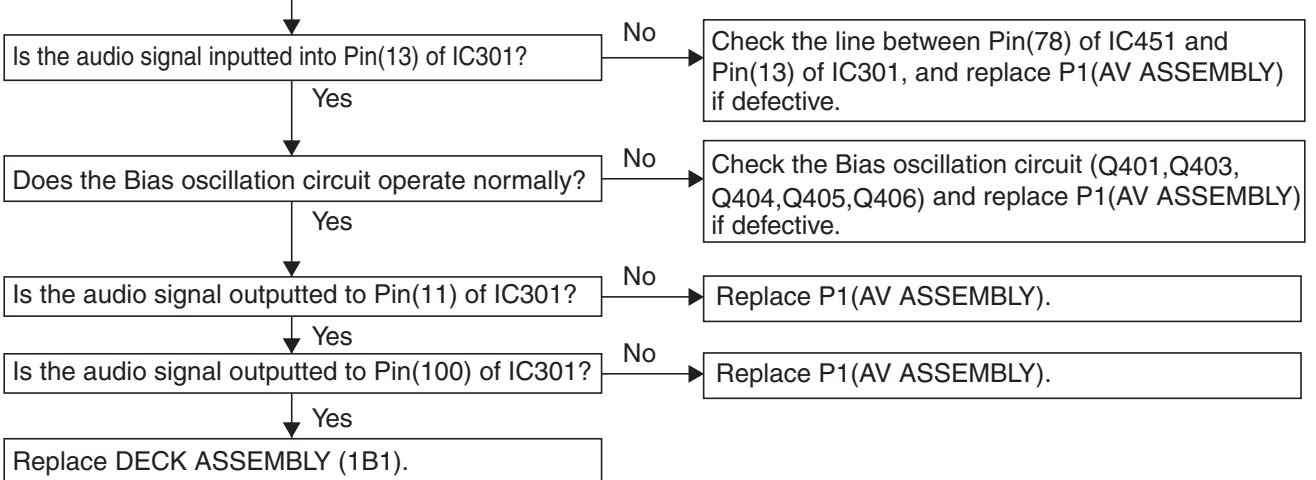 Is the audio signal inputted into Pin(13) of IC301?
No
Check the line between Pin(78) of IC451 and
Pin(13) of IC301, and replace P1(AV ASSEMBLY)
if defective.
Yes
Does the Bias oscillation circuit operate normally?
No
Check the Bias oscillation circuit (Q401,Q403,
Q404,Q405,Q406) and replace P1(AV ASSEMBLY)
if defective.
Yes
Is the audio signal outputted to Pin(11) of IC301?
No
Replace P1(AV ASSEMBLY).
Yes
Is the audio signal outputted to Pin(100) of IC301?
No
Replace P1(AV ASSEMBLY).
Yes
Replace DECK ASSEMBLY (1B1).